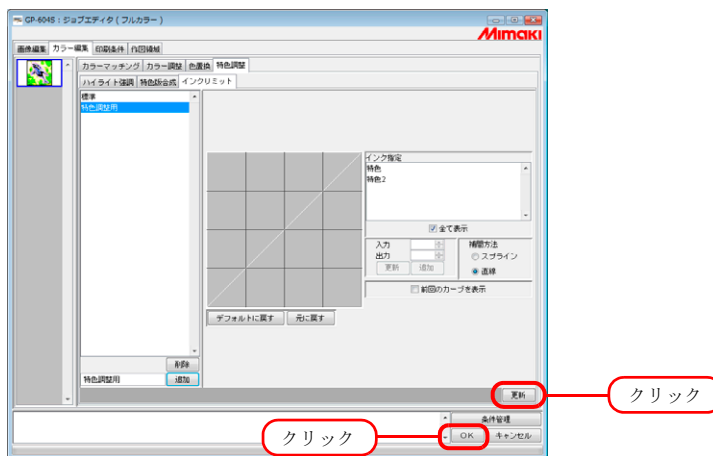 GP-604S : ジョブエディタ ( フルカラー )
Mimaki
画像編集 カラー編集 印刷条件 作図領域
カラーマッチング カラー調整 色置換 特色調整
ハイライト強調 特色版合成 インクリミット
標準
特色調整用
インク指定
特色
特色2
全て表示
入力
出力
更新 追加
補間方法
スプライン
直線
前回のカーブを表示
デフォルトに戻す 元に戻す
削除
特色調整用 追加
更新
クリック
条件管理
クリック
OK キャンセル